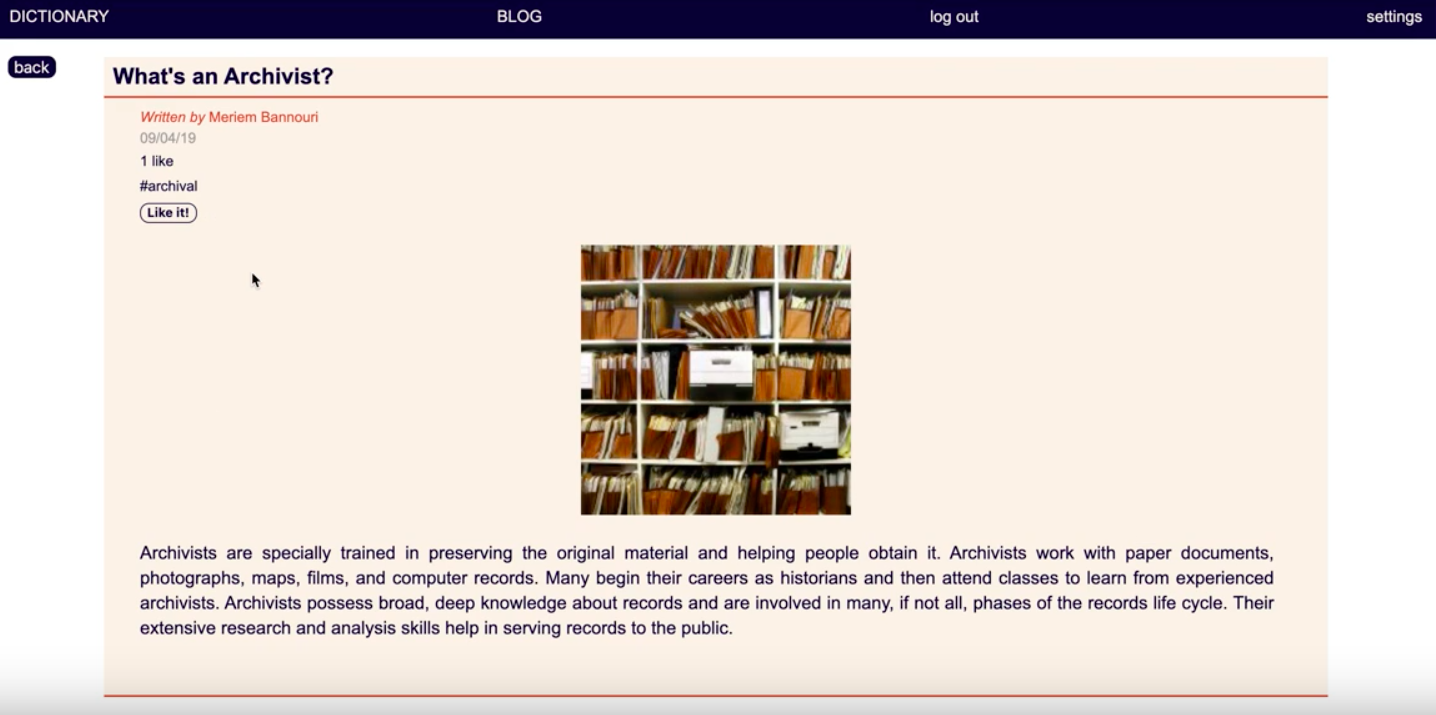 DICTIONARY BLOG log out settings
back
What's an Archivist?
Written by Meriem Bannouri
09/04/19
1 like
#archival
Like it!
Archivists are specially trained in preserving the original material and helping people obtain it. Archivists work with paper documents,
photographs, maps, films, and computer records. Many begin their careers as historians and then attend classes to learn from experienced
archivists. Archivists possess broad, deep knowledge about records and are involved in many, if not all, phases of the records life cycle. Their
extensive research and analysis skills help in serving records to the public.